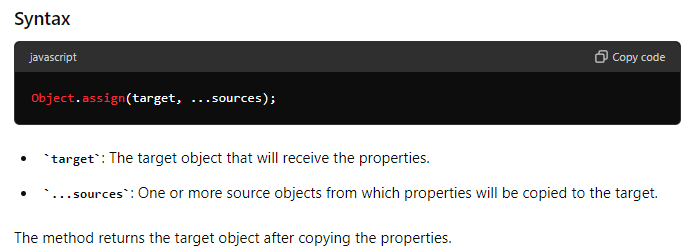 Syntax
javascript
Copy code
Object.assign(target, ...sources);
• `target`: The target object that will receive the properties.
• `...sources`: One or more source objects from which properties will be copied to the target.
The method returns the target object after copying the properties.